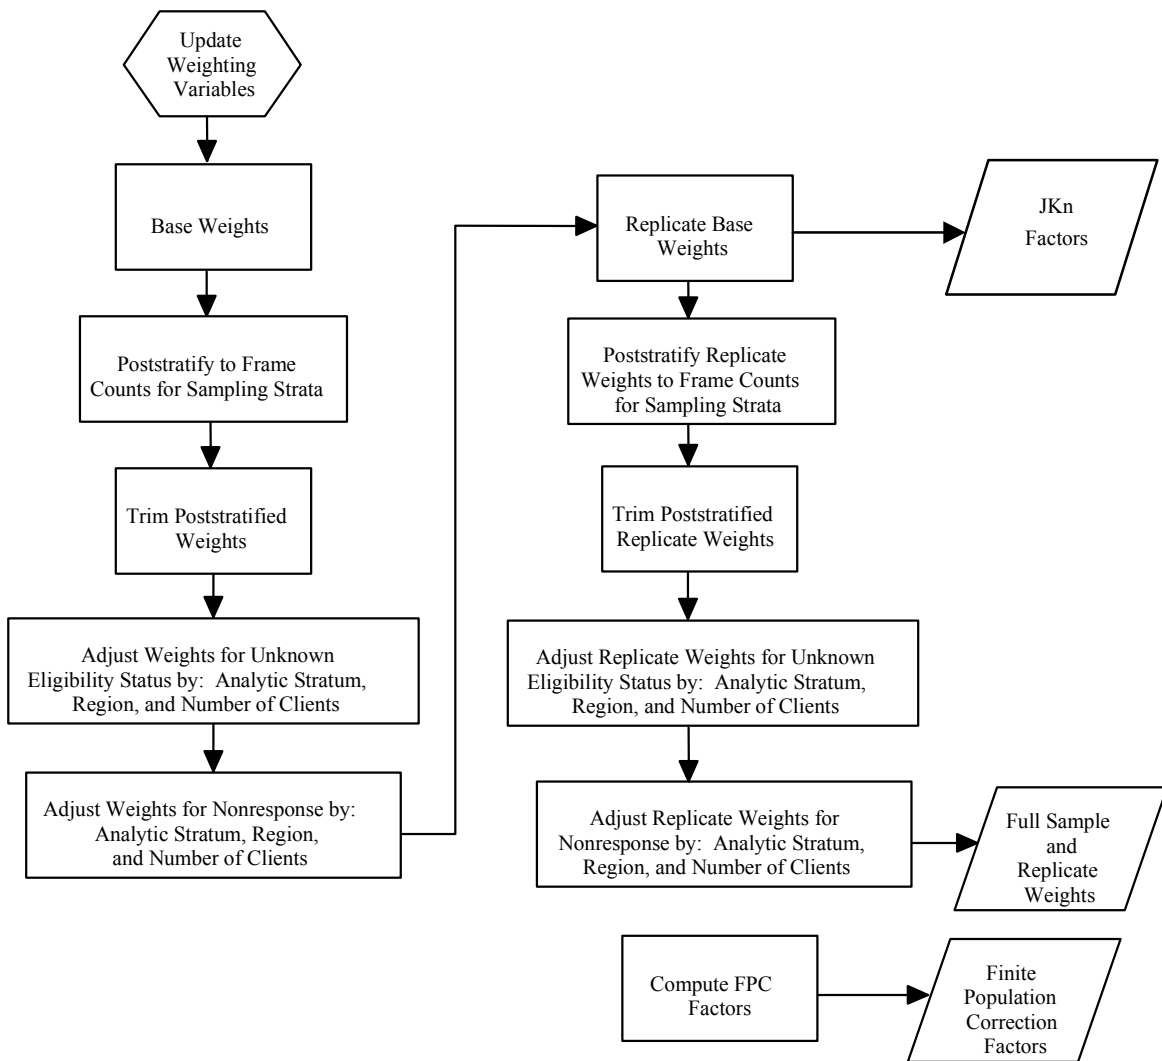 Update
Weighting
Variables
Base Weights
Poststratify to Frame
Counts for Sampling Strata
Trim Poststratified
Weights
Adjust Weights for Unknown
Eligibility Status by:  Analytic Stratum,
Region, and Number of Clients
Adjust Weights for Nonresponse by:
Analytic Stratum, Region,
and Number of Clients
Replicate Base
Weights
JKn
Factors
Poststratify Replicate
Weights to Frame Counts
for Sampling Strata
Trim Poststratified
Replicate Weights
Adjust Replicate Weights for Unknown
Eligibility Status by:  Analytic Stratum,
Region, and Number of Clients
Adjust Replicate Weights for
Nonresponse by:  Analytic Stratum,
Region, and Number of Clients
Full Sample
and
Replicate
Weights
Compute FPC
Factors
Finite
Population
Correction
Factors